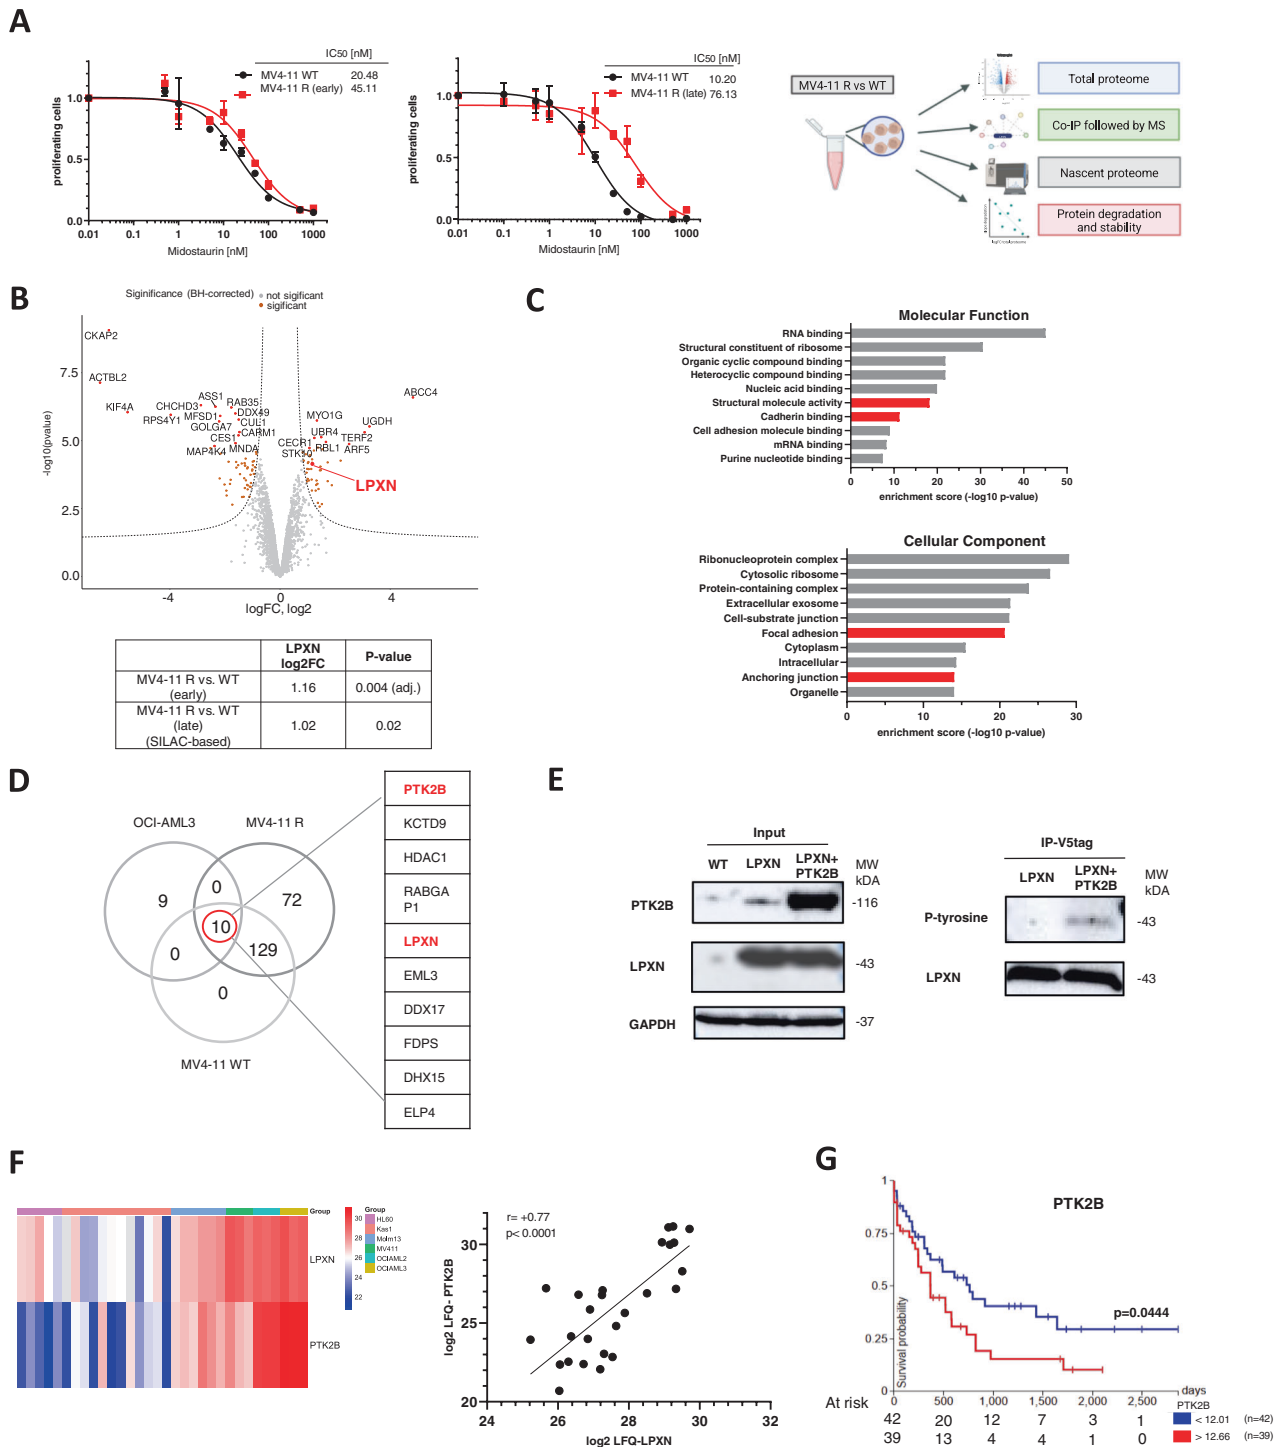 A
IC50 [nM]
MV4-11 WT 20.48
MV4-11 R (early) 45.11
proliferating cells
1.0
0.5
0.0
0.01 0.1 1 10 100 1000
Midostaurin [nM]
IC50 [nM]
MV4-11 WT 10.20
MV4-11 R (late) 76.13
proliferating cells
1.0
0.5
0.0
0.01 0.1 1 10 100 1000
Midostaurin [nM]
MV4-11 R vs WT
Total proteome
Co-IP followed by MS
Nascent proteome
Protein degradation
and stability
B
Siginificance (BH-corrected)
not sigificant
sigificant
CKAP2
ACTBL2
KIF4A
CHCHD3
RPS4Y1
ASS1
MFSD1
RAB35
DDX49
GOLGA7
CUL1
CARM1
CES1
MAP4K4
MNDA
ABCC4
MYO1G
UGDH
UBR4
TERF2
CECR1
RBL1
ARF5
STK10
LPXN
-log10(pvalue)
7.5
5.0
2.5
0.0
-4 0 4
logFC, log2
LPXN
log2FC
P-value
MV4-11 R vs. WT
(early)
1.16
0.004 (adj.)
MV4-11 R vs. WT
(late)
(SILAC-based)
1.02
0.02
C
Molecular Function
RNA binding
Structural constituent of ribosome
Organic cyclic compound binding
Heterocyclic compound binding
Nucleic acid binding
Structural molecule activity
Cadherin binding
Cell adhesion molecule binding
mRNA binding
Purine nucleotide binding
0 10 20 30 40 50
enrichment score (-log10 p-value)
Cellular Component
Ribonucleoprotein complex
Cytosolic ribosome
Protein-containing complex
Extracellular exosome
Cell-substrate junction
Focal adhesion
Cytoplasm
Intracellular
Anchoring junction
Organelle
0 10 20 30
enrichment score (-log10 p-value)
D
OCI-AML3
MV4-11 R
MV4-11 WT
9
0
72
10
0
129
0
PTK2B
KCTD9
HDAC1
RABGA
P1
LPXN
EML3
DDX17
FDPS
DHX15
ELP4
E
Input
WT LPXN LPXN+
PTK2B
MW
kDA
PTK2B
-116
LPXN
-43
GAPDH
-37
IP-V5tag
LPXN LPXN+
PTK2B
MW
kDA
P-tyrosine
-43
LPXN
-43
F
Group
LPXN
PTK2B
30
28
26
24
22
Group
HL60
Kas1
Molm13
MV411
OCIAML2
OCIAML3
r= +0.77
p< 0.0001
log2 LFQ- PTK2B
30
25
20
24 26 28 30 32
log2 LFQ-LPXN
G
PTK2B
Survival probability
1
0.75
0.5
0.25
0
p=0.0444
0 500 1,000 1,500 2,000 2,500 days
At risk
42 20 12 7 3 1
39 13 4 4 1 0
PTK2B
< 12.01 (n=42)
> 12.66 (n=39)